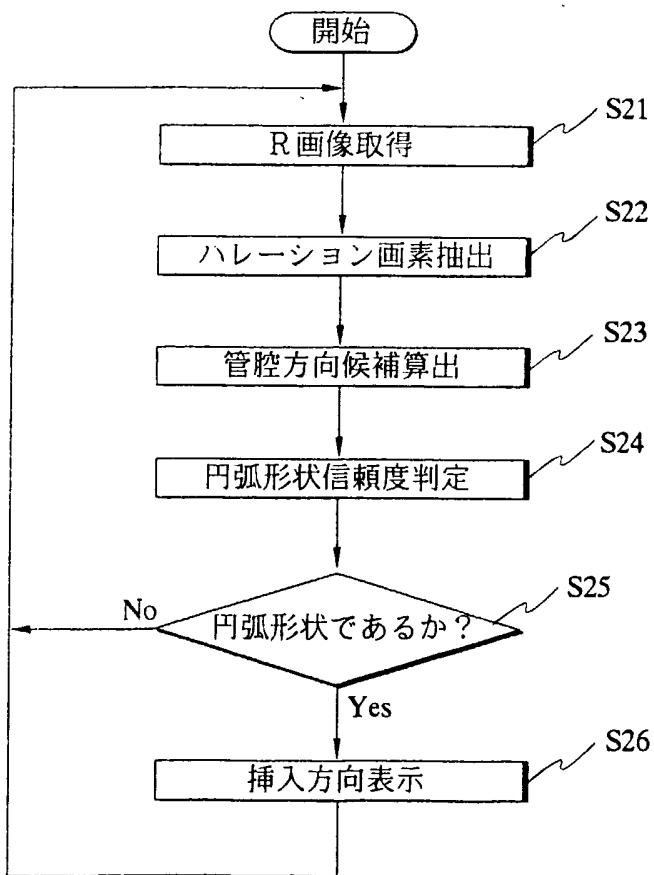 開始
S21
R画像取得
S22
ハレーション画素抽出
S23
管腔方向候補算出
S24
円弧形状信頼度判定
S25
No
円弧形状であるか？
Yes
S26
挿入方向表示